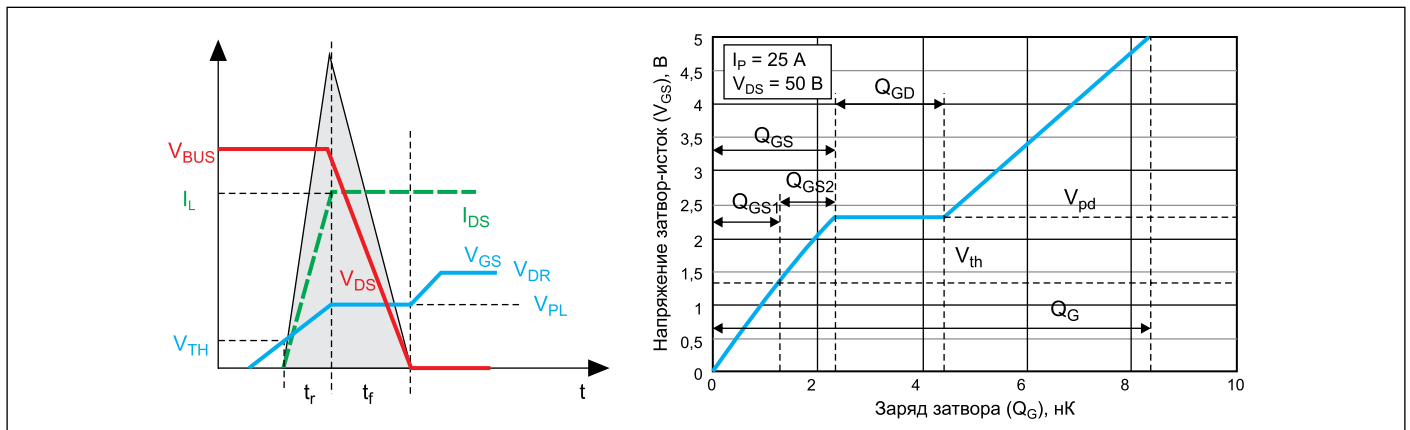 V_BUS
I_L
I_DS
V_GS
V_DR
V_DS
V_PL
V_TH
t_r
t_f
t
Напряжение затвор-исток (V_GS), В
5
4,5
4
3,5
3
2,5
2
1,5
1
0,5
0
I_P = 25 А
V_DS = 50 В
Q_GD
Q_GS
Q_GS2
Q_GS1
V_pd
V_th
Q_G
0
2
4
6
8
10
Заряд затвора (Q_G), нК